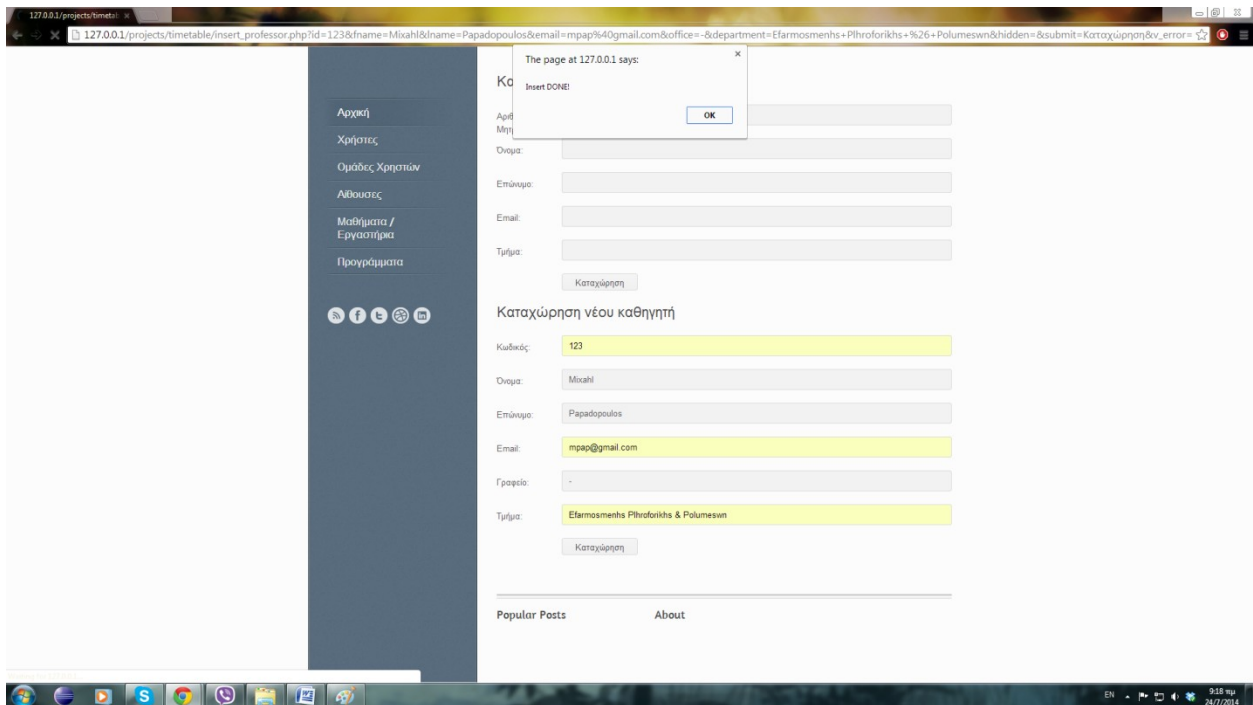 127.0.0.1/projects/timetal
127.0.0.1/projects/timetable/insert_professor.php?id=123&fname=Mixahl&lname=Papadopoulos&email=mpap%40gmail.com&office=-&department=Efarmosmenhs+Plhroforikhs+%26+Polumeswn&hidden=&submit=Καταχώρηση&v_error=
The page at 127.0.0.1 says:
Insert DONE!
OK
Αρχική
Χρήστες
Ομάδες Χρηστών
Αίθουσες
Μαθήματα /
Εργαστήρια
Προγράμματα
Όνομα:
Επώνυμο:
Email:
Τμήμα:
Καταχώρηση
Καταχώρηση νέου καθηγητή
Κωδικός: 123
Όνομα: Mixahl
Επώνυμο: Papadopoulos
Email: mpap@gmail.com
Γραφείο: -
Τμήμα: Efarmosmenhs Plhroforikhs & Polumeswn
Καταχώρηση
Popular Posts About
EN 9:18 πμ
24/7/2014